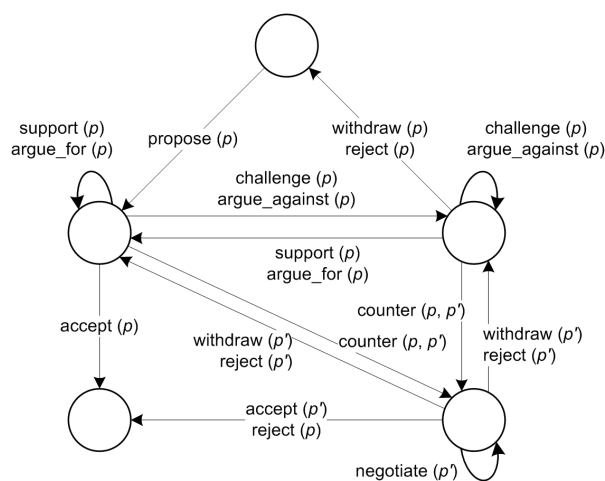 support (p)
argue_for (p)
propose (p)
withdraw (p)
reject (p)
challenge (p)
argue_against (p)
challenge (p)
argue_against (p)
support (p)
argue_for (p)
accept (p)
withdraw (p')
reject (p')
counter (p, p')
counter (p, p')
withdraw (p')
reject (p')
accept (p')
reject (p)
negotiate (p')